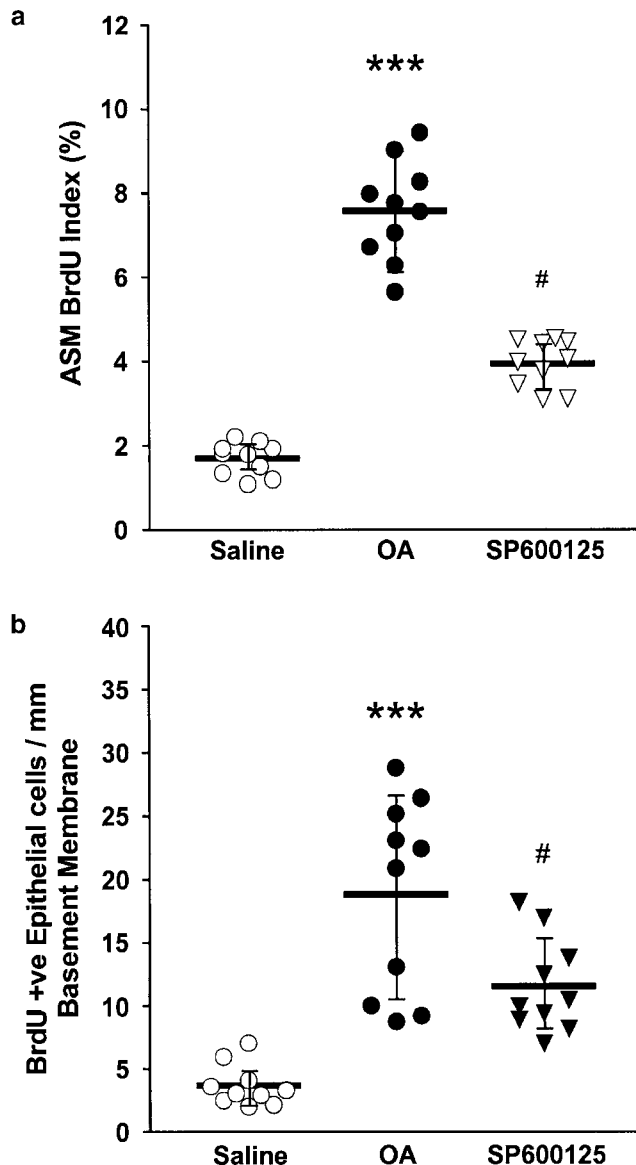 a
ASM BrdU Index (%)
12
10
8
6
4
2
0
***
#
Saline OA SP600125
b
BrdU +ve Epithelial cells / mm
Basement Membrane
40
35
30
25
20
15
10
5
0
***
#
Saline OA SP600125